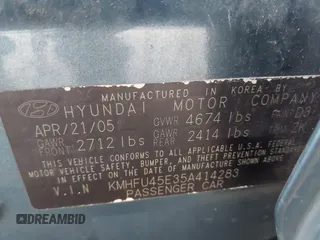 MANUFACTURED IN KOREA BY
HYUNDAI MOTOR COMPANY
APR/21/05 GVWR 4674 lbs
GAWR FRONT 2712 lbs GAWR REAR 2414 lbs
THIS VEHICLE CONFORMS TO ALL APPLICABLE FEDERAL
MOTOR VEHICLE SAFETY, BUMPER, AND THEFT PREVENTION
STANDARDS IN EFFECT ON THE DATE OF MANUFACTURE
V.I.N KMHFU45E35A414283
PASSENGER CAR
DREAMBID